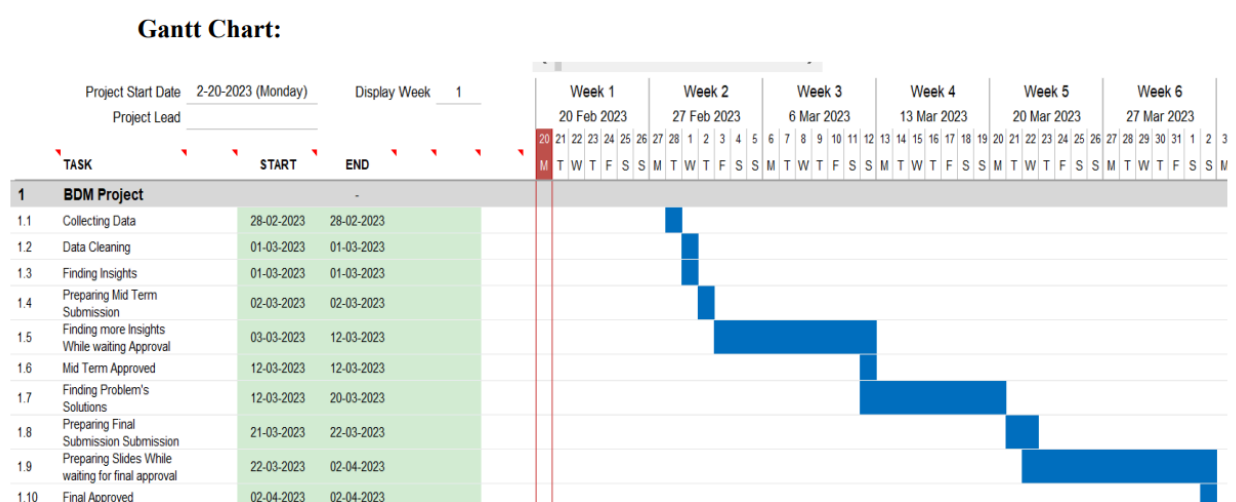 Gantt Chart:
Project Start Date 2-20-2023 (Monday) Display Week 1
Project Lead
Week 1 Week 2 Week 3 Week 4 Week 5 Week 6
20 Feb 2023 27 Feb 2023 6 Mar 2023 13 Mar 2023 20 Mar 2023 27 Mar 2023
20 21 22 23 24 25 26 27 28 1 2 3 4 5 6 7 8 9 10 11 12 13 14 15 16 17 18 19 20 21 22 23 24 25 26 27 28 29 30 31 1 2 3
TASK START END M T W T F S S M T W T F S S M T W T F S S M T W T F S S M T W T F S S M T W T F S S M
1 BDM Project -
1.1 Collecting Data 28-02-2023 28-02-2023
1.2 Data Cleaning 01-03-2023 01-03-2023
1.3 Finding Insights 01-03-2023 01-03-2023
1.4 Preparing Mid Term
Submission 02-03-2023 02-03-2023
1.5 Finding more Insights
While waiting Approval 03-03-2023 12-03-2023
1.6 Mid Term Approved 12-03-2023 12-03-2023
1.7 Finding Problem's
Solutions 12-03-2023 20-03-2023
1.8 Preparing Final
Submission Submission 21-03-2023 22-03-2023
1.9 Preparing Slides While
waiting for final approval 22-03-2023 02-04-2023
1.10 Final Approved 02-04-2023 02-04-2023